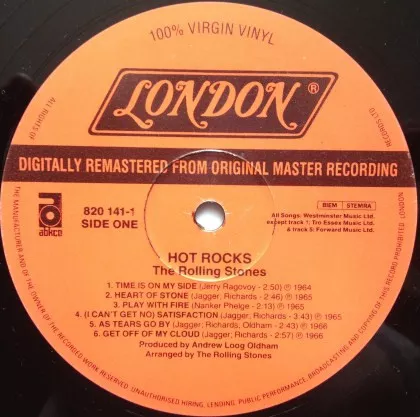 100% VIRGIN VINYL
LONDON ®
DIGITALLY REMASTERED FROM ORIGINAL MASTER RECORDING
abkco
820 141-1
SIDE ONE
BIEM STEMRA
All Songs: Westminster Music Ltd.
except track 1: Tro Essex Music Ltd.
& track 5: Forward Music Ltd.
HOT ROCKS
The Rolling Stones
1. TIME IS ON MY SIDE (Jerry Ragovoy - 2:50) ℗ 1964
2. HEART OF STONE (Jagger, Richards - 2:46) ℗ 1965
3. PLAY WITH FIRE (Nanker Phelge - 2:13) ℗ 1965
4. (I CAN'T GET NO) SATISFACTION (Jagger, Richards - 3:43) ℗ 1965
5. AS TEARS GO BY (Jagger, Richards, Oldham - 2:43) ℗ 1966
6. GET OFF OF MY CLOUD (Jagger, Richards - 2:57) ℗ 1966
Produced by Andrew Loog Oldham
Arranged by The Rolling Stones
ALL RIGHTS OF THE MANUFACTURER AND OF THE OWNER OF THE RECORDED WORK RESERVED. UNAUTHORISED HIRING, LENDING, PUBLIC PERFORMANCE, BROADCASTING AND COPYING OF THIS RECORD PROHIBITED. LONDON RECORDS LTD.